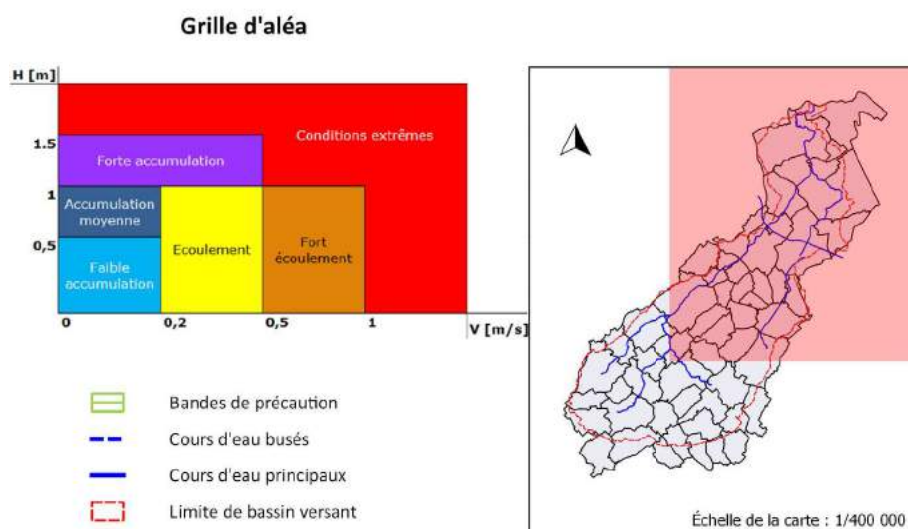 Grille d'aléa
H [m]
1.5
1
0,5
Conditions extrêmes
Forte accumulation
Accumulation
moyenne
Ecoulement
Fort
écoulement
Faible
accumulation
0
0,2
0,5
1
V [m/s]
Bandes de précaution
Cours d'eau busés
Cours d'eau principaux
Limite de bassin versant
Échelle de la carte : 1/400 000